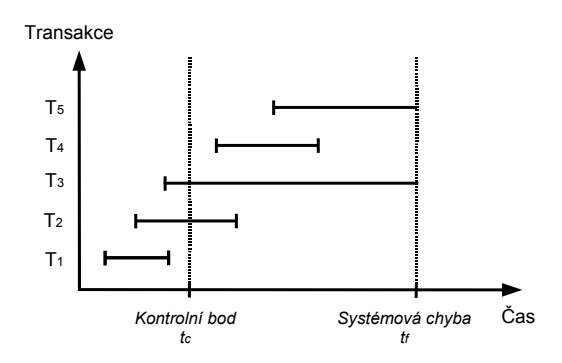 Transakce
T5
T4
T3
T2
T1
Kontrolní bod
tc
Systémová chyba
tf
Čas